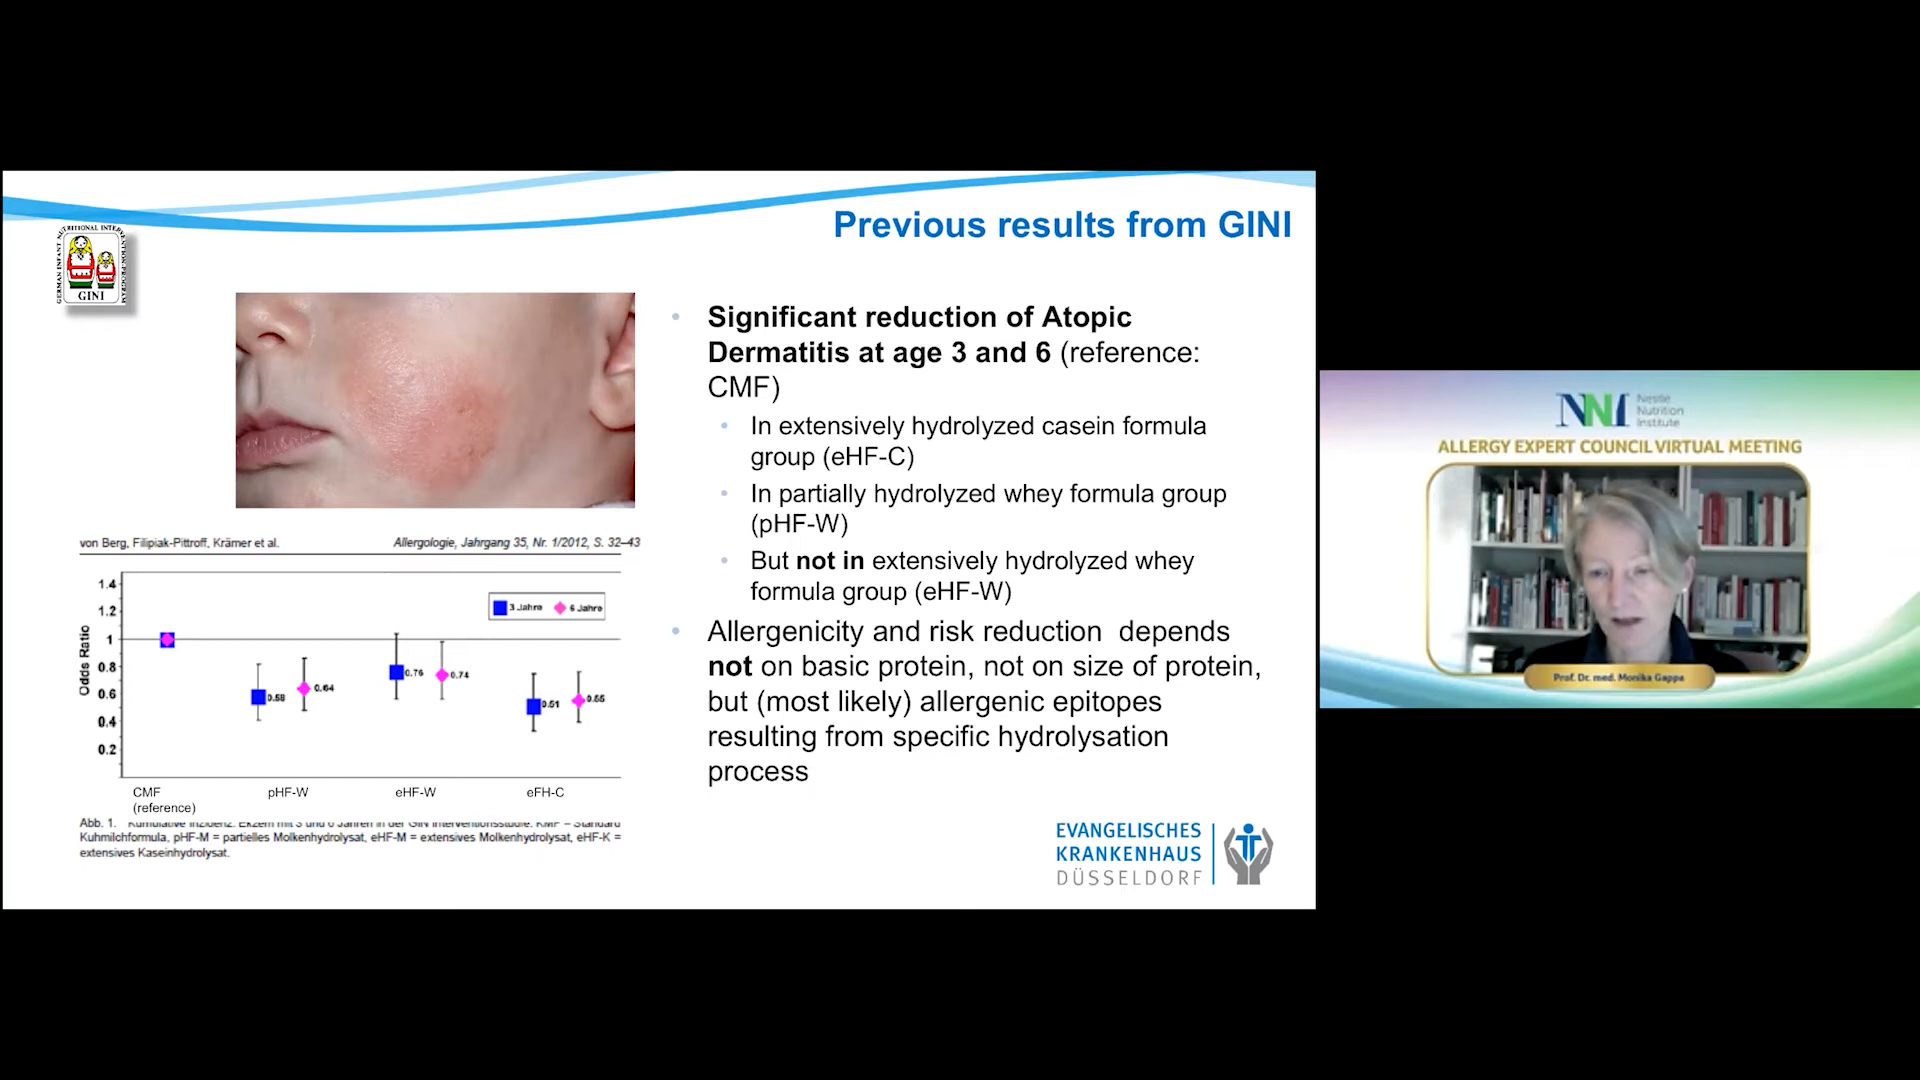 Previous results from GINI
GERMAN INFANT NUTRITIONAL INTERVENTION PROGRAM
GINI
• Significant reduction of Atopic
Dermatitis at age 3 and 6 (reference:
CMF)
• In extensively hydrolyzed casein formula
group (eHF-C)
• In partially hydrolyzed whey formula group
(pHF-W)
• But not in extensively hydrolyzed whey
formula group (eHF-W)
• Allergenicity and risk reduction depends
not on basic protein, not on size of protein,
but (most likely) allergenic epitopes
resulting from specific hydrolysation
process
von Berg, Filipiak-Pittroff, Krämer et al. Allergologie, Jahrgang 35, Nr. 1/2012, S. 32–43
Odds Ratio
1.4
1.2
1
0.8
0.6
0.4
0.2
3 Jahre 6 Jahre
0.58
0.64
0.76
0.74
0.51
0.55
CMF
(reference)
pHF-W
eHF-W
eFH-C
Abb. 1. Kumulative Inzidenz: Ekzem mit 3 und 6 Jahren in der GINI Interventionsstudie. KMF = Standard
Kuhmilchformula, pHF-M = partielles Molkenhydrolysat, eHF-M = extensives Molkenhydrolysat, eHF-K =
extensives Kaseinhydrolysat.
EVANGELISCHES
KRANKENHAUS
DÜSSELDORF
NNI
Nestle
Nutrition
Institute
ALLERGY EXPERT COUNCIL VIRTUAL MEETING
Prof. Dr. med. Monika Gappa